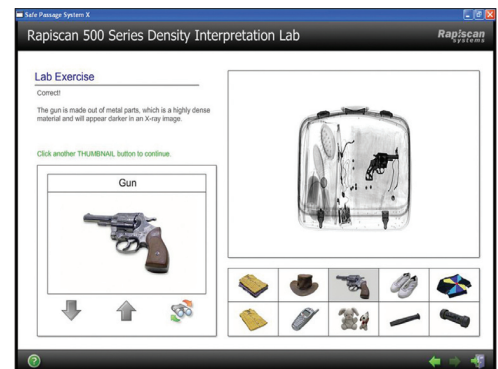 Safe Passage System X
Rapiscan 500 Series Density Interpretation Lab
Rapiscan
systems
Lab Exercise
Correct!
The gun is made out of metal parts, which is a highly dense
material and will appear darker in an X-ray image.
Click another THUMBNAIL button to continue.
Gun